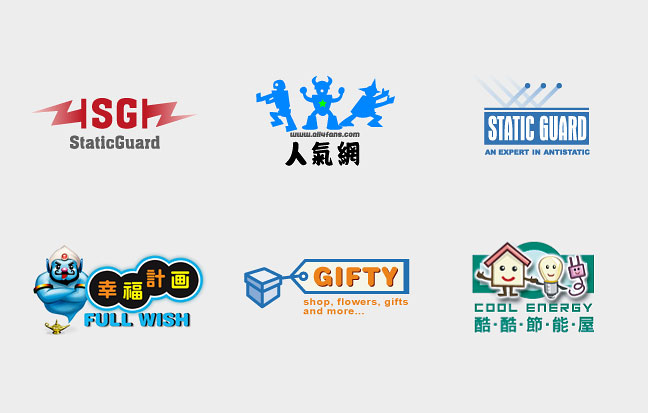 SG
StaticGuard
www.all4fans.com
人氣網
STATIC GUARD
AN EXPERT IN ANTISTATIC
幸福計画
FULL WISH
GIFTY
shop, flowers, gifts
and more...
COOL ENERGY
酷·酷·節·能·屋